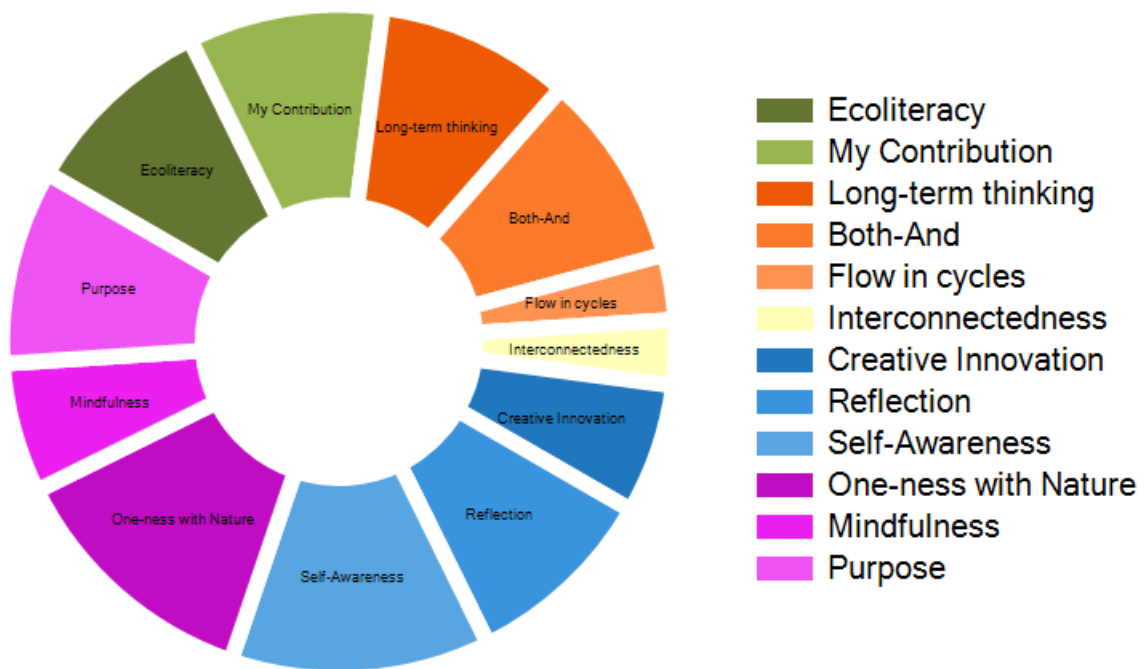 My Contribution
Long-term thinking
Ecoliteracy
Both-And
Purpose
Flow in cycles
Interconnectedness
Mindfulness
Creative Innovation
One-ness with Nature
Reflection
Self-Awareness
Ecoliteracy
My Contribution
Long-term thinking
Both-And
Flow in cycles
Interconnectedness
Creative Innovation
Reflection
Self-Awareness
One-ness with Nature
Mindfulness
Purpose